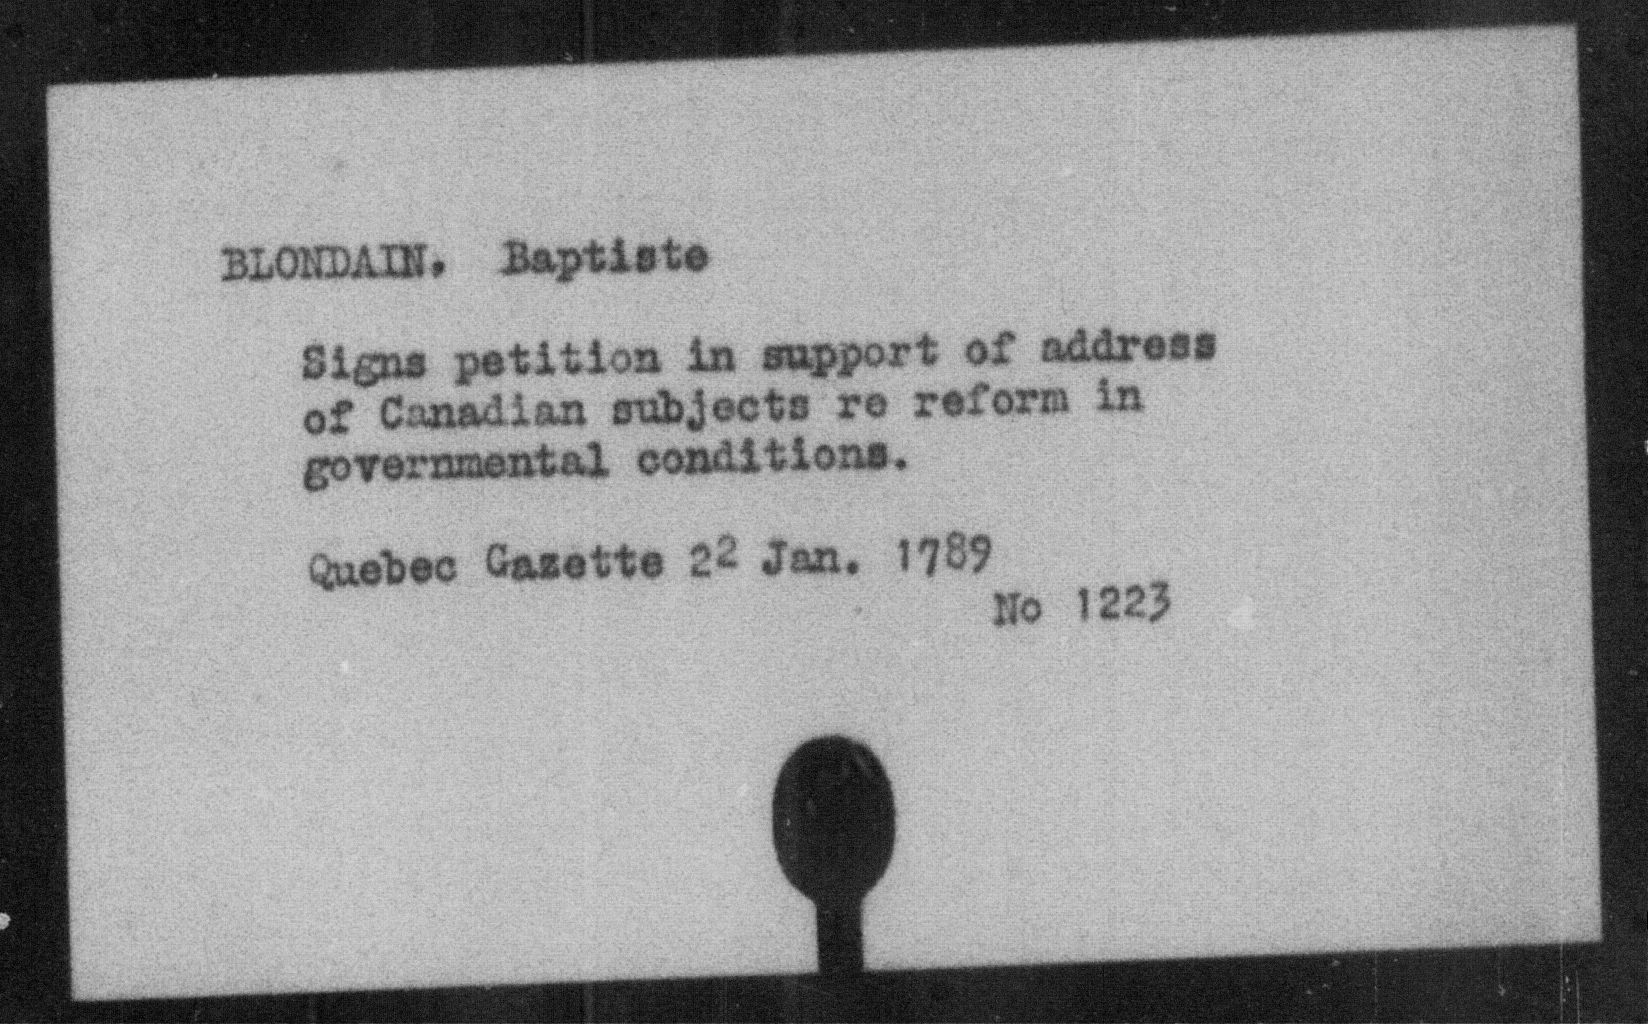 BLONDAIN, Baptiste
Signs petition in support of address
of Canadian subjects re reform in
governmental conditions.
Quebec Gazette 22 Jan. 1789
No 1223